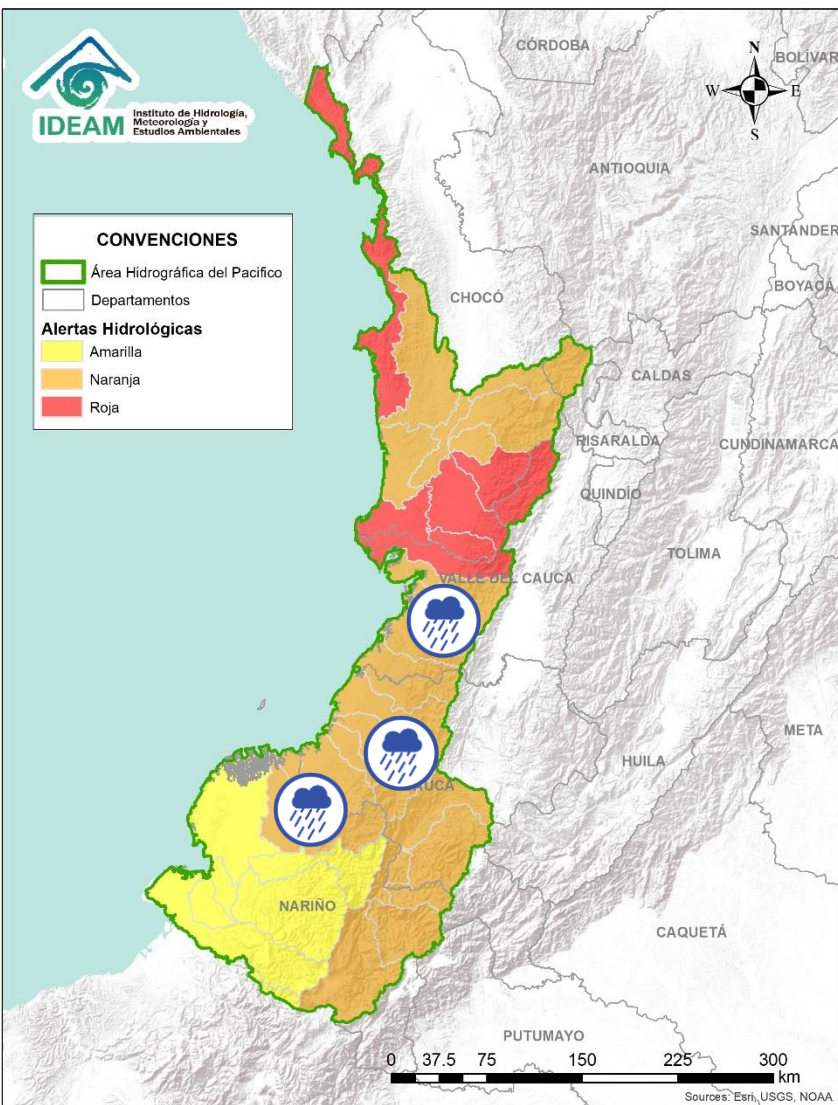 IDEAM
Instituto de Hidrología,
Meteorología y
Estudios Ambientales
CÓRDOBA
BOLÍVAR
N
W
E
S
ANTIOQUIA
SANTANDER
BOYACÁ
CONVENCIONES
Área Hidrográfica del Pacifico
Departamentos
Alertas Hidrológicas
Amarilla
Naranja
Roja
CHOCÓ
CALDAS
RISARALDA
CUNDINAMARCA
QUINDÍO
TOLIMA
VALLE DEL CAUCA
META
HUILA
AUCA
NARIÑO
CAQUETÁ
PUTUMAYO
0 37.5 75 150 225 300
km
Sources: Esri, USGS, NOAA